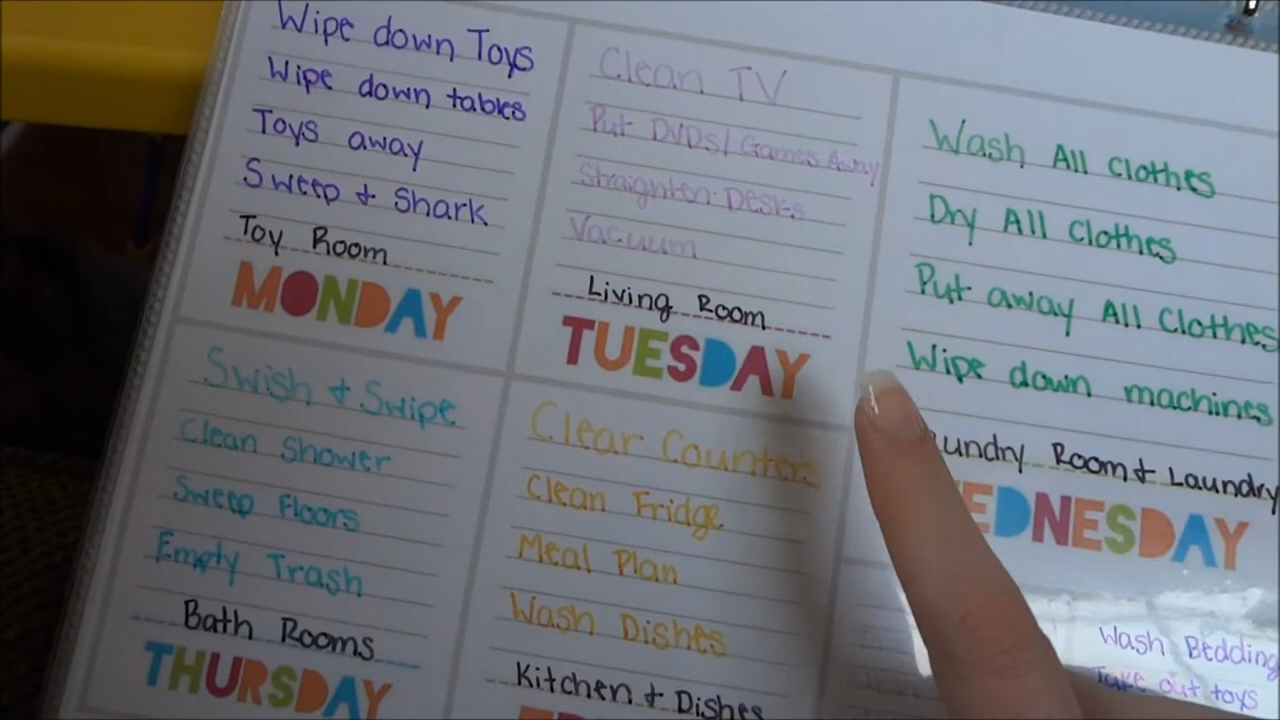 Wipe down Toys
Wipe down tables
Toys away
Sweep & Shark
Toy Room
MONDAY
Clean TV
Put DVDs/Games Away
Straighten Desks
Vacuum
Living Room
TUESDAY
Wash All Clothes
Dry All Clothes
Put away All Clothes
Wipe down machines
Room & Laundry
Swish & Swipe
Clean Shower
Sweep Floors
Empty Trash
Bath Rooms
THURSDAY
Clear Counters
Clean Fridge
Meal Plan
Wash Dishes
Kitchen & Dishes
Wash Bedding
Take out toys